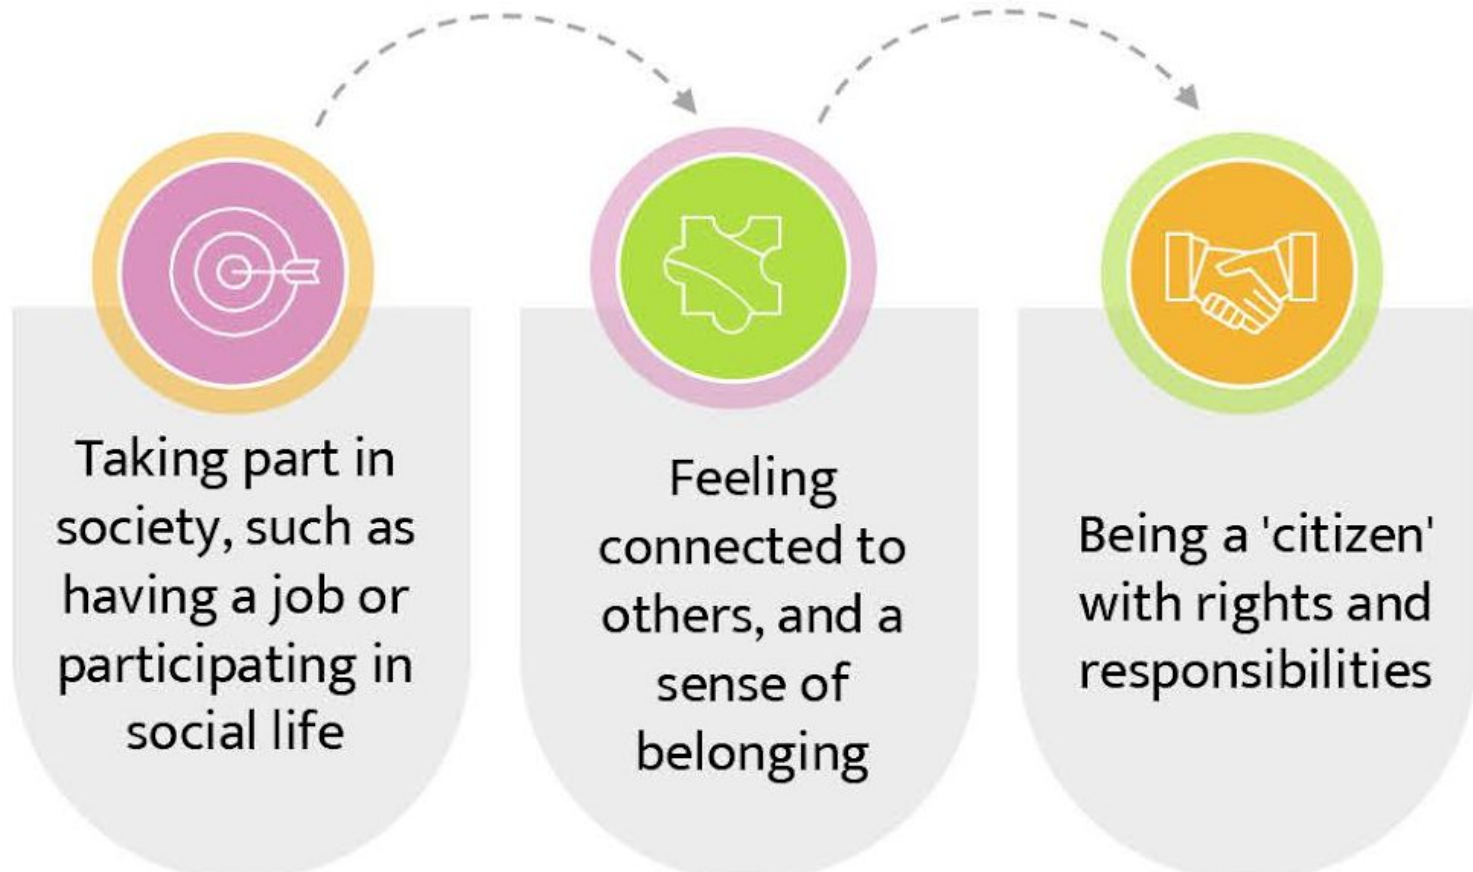 Taking part in
society, such as
having a job or
participating in
social life
Feeling
connected to
others, and a
sense of
belonging
Being a 'citizen'
with rights and
responsibilities